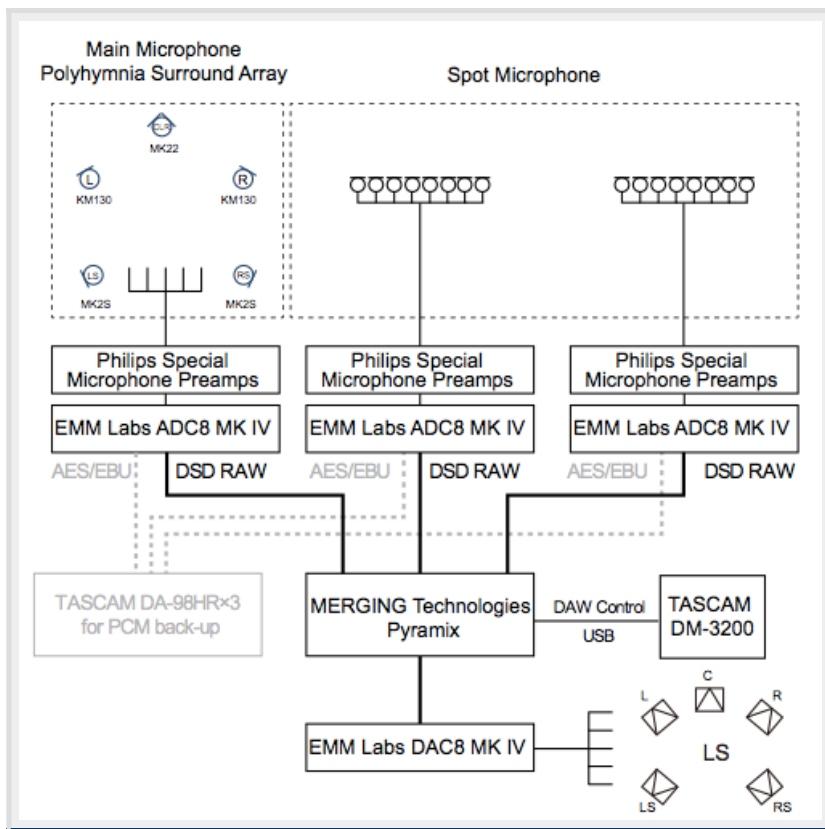 Main Microphone
Polyhymnia Surround Array
Spot Microphone
MK22
L
R
KM130
KM130
LS
RS
MK2S
MK2S
Philips Special
Microphone Preamps
Philips Special
Microphone Preamps
Philips Special
Microphone Preamps
EMM Labs ADC8 MK IV
EMM Labs ADC8 MK IV
EMM Labs ADC8 MK IV
AES/EBU
DSD RAW
AES/EBU
DSD RAW
AES/EBU
DSD RAW
TASCAM DA-98HR×3
for PCM back-up
MERGING Technologies
Pyramix
DAW Control
USB
TASCAM
DM-3200
C
L
R
EMM Labs DAC8 MK IV
LS
LS
RS